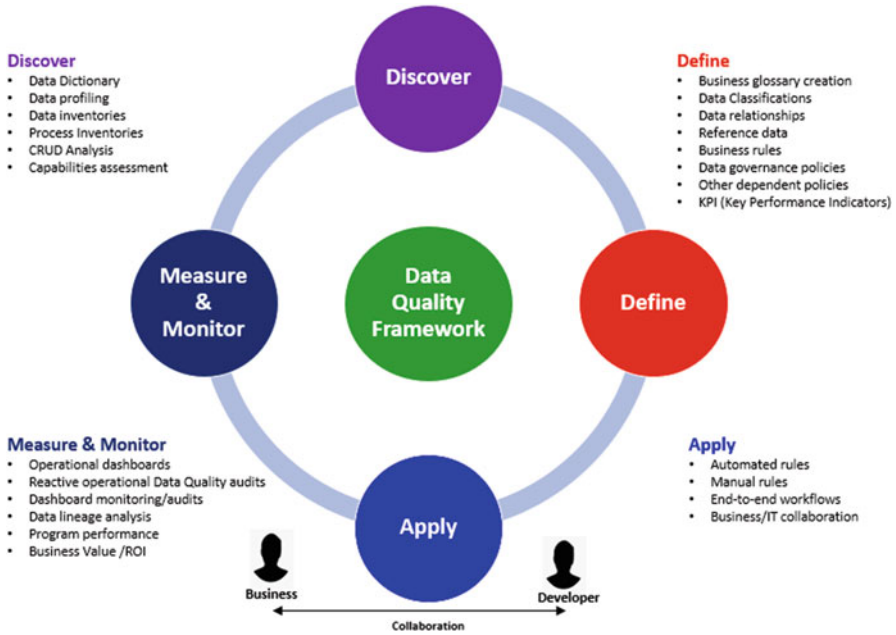 Discover
• Data Dictionary
• Data profiling
• Data inventories
• Process Inventories
• CRUD Analysis
• Capabilities assessment
Discover
Define
• Business glossary creation
• Data Classifications
• Data relationships
• Reference data
• Business rules
• Data governance policies
• Other dependent policies
• KPI (Key Performance Indicators)
Measure
&
Monitor
Data
Quality
Framework
Define
Measure & Monitor
• Operational dashboards
• Reactive operational Data Quality audits
• Dashboard monitoring/audits
• Data lineage analysis
• Program performance
• Business Value /ROI
Apply
Apply
• Automated rules
• Manual rules
• End-to-end workflows
• Business/IT collaboration
Business
Developer
Collaboration